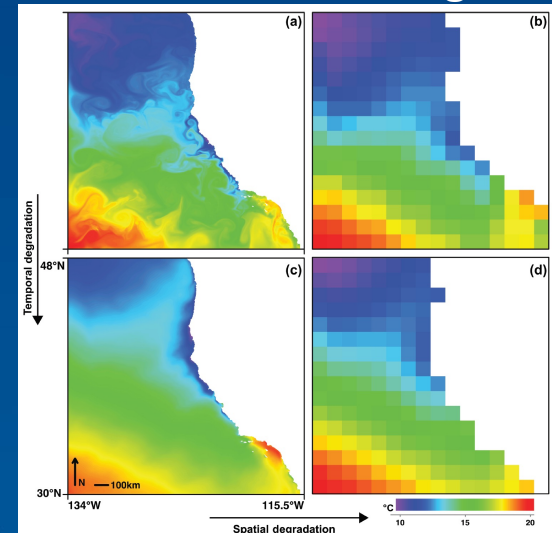 (a)
(b)
Temporal degradation
48°N
(c)
(d)
N
100km
30°N
134°W
115.5°W
°C
10
15
20
Spatial degradation